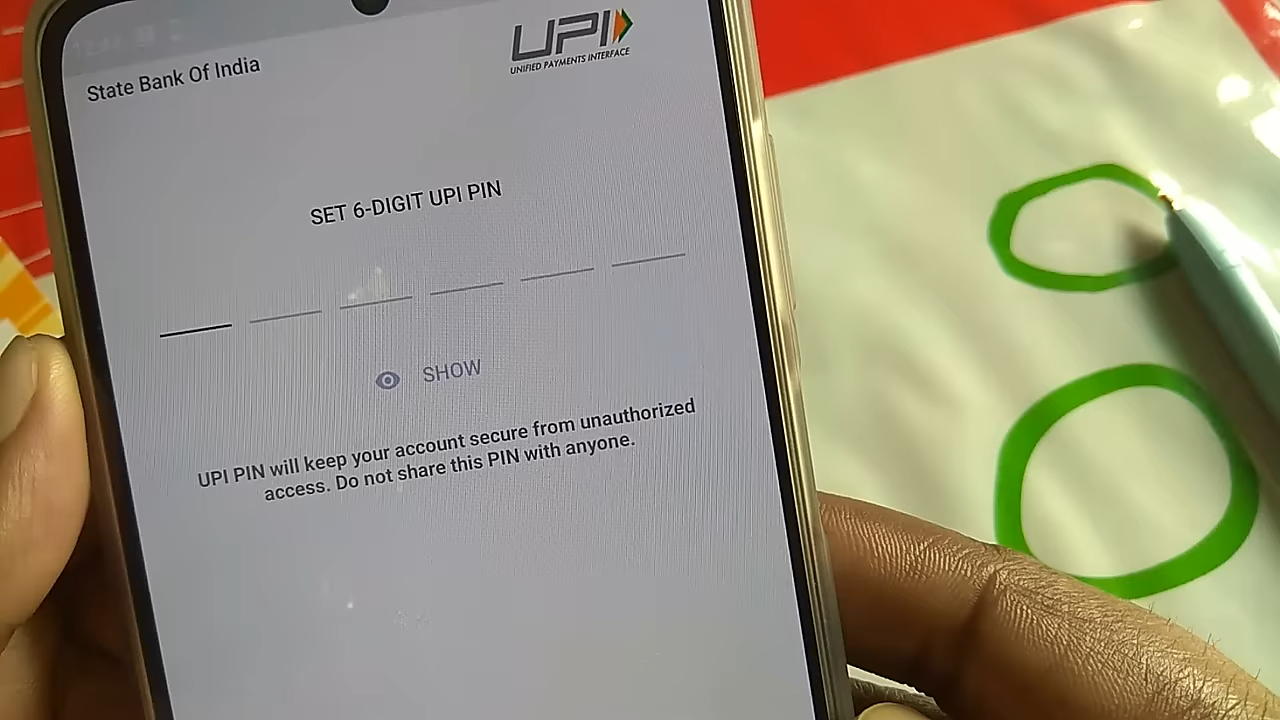 State Bank Of India
UPI
UNIFIED PAYMENTS INTERFACE
SET 6-DIGIT UPI PIN
SHOW
UPI PIN will keep your account secure from unauthorized
access. Do not share this PIN with anyone.